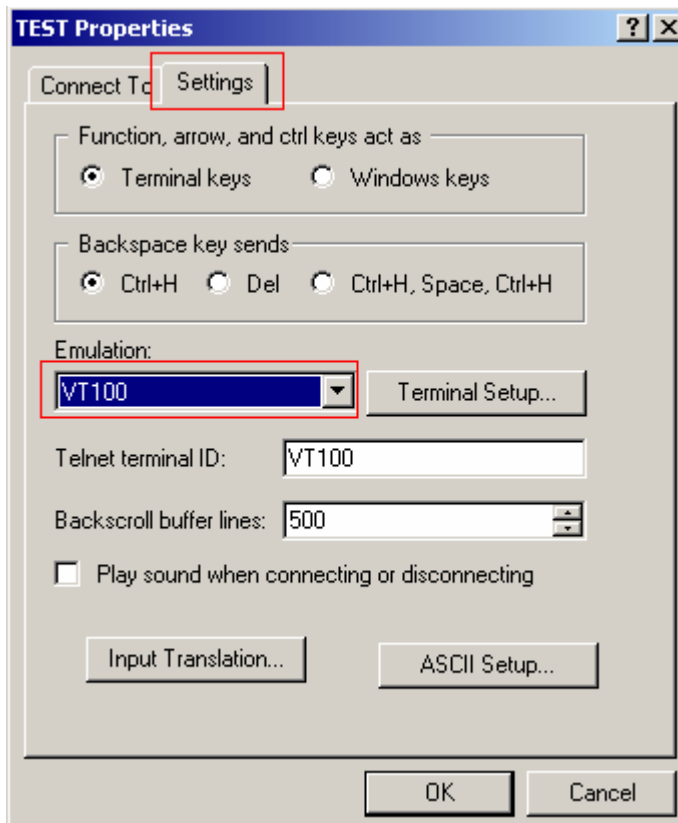 TEST Properties
Connect To Settings
Function, arrow, and ctrl keys act as
Terminal keys Windows keys
Backspace key sends
Ctrl+H Del Ctrl+H, Space, Ctrl+H
Emulation:
VT100 Terminal Setup...
Telnet terminal ID: VT100
Backscroll buffer lines: 500
Play sound when connecting or disconnecting
Input Translation... ASCII Setup...
OK Cancel